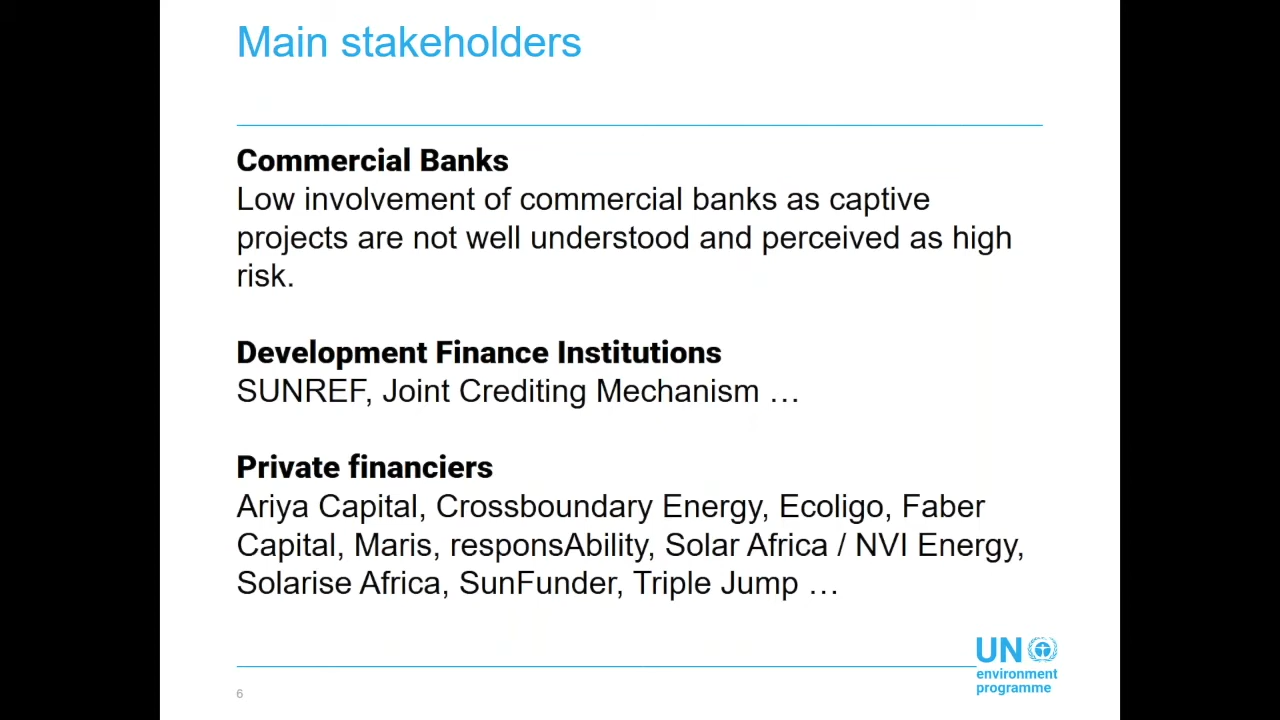 Main stakeholders
Commercial Banks
Low involvement of commercial banks as captive
projects are not well understood and perceived as high
risk.
Development Finance Institutions
SUNREF, Joint Crediting Mechanism …
Private financiers
Ariya Capital, Crossboundary Energy, Ecoligo, Faber
Capital, Maris, responsAbility, Solar Africa / NVI Energy,
Solarise Africa, SunFunder, Triple Jump …
UN
environment
programme
6